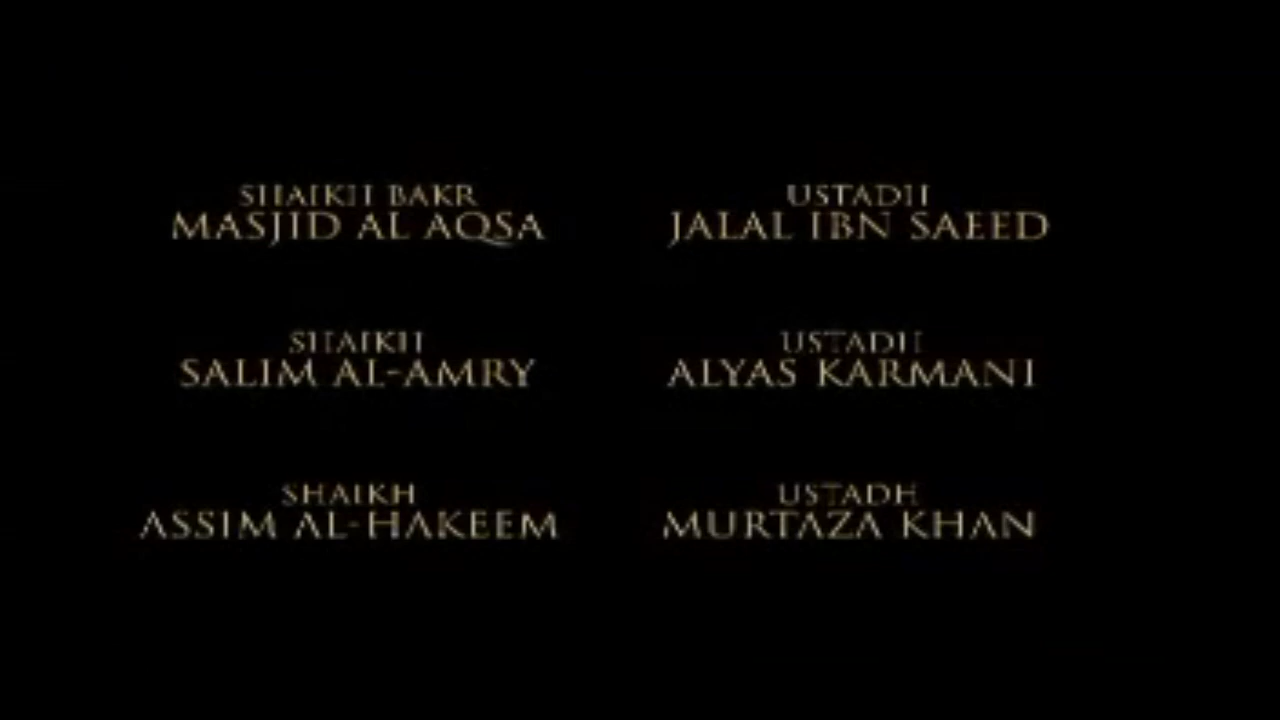 SHAIKH BAKR
MASJID AL AQSA
USTADH
JALAL IBN SAEED
SHAIKH
SALIM AL-AMRY
USTADH
ALYAS KARMANI
SHAIKH
ASSIM AL-HAKEEM
USTADH
MURTAZA KHAN